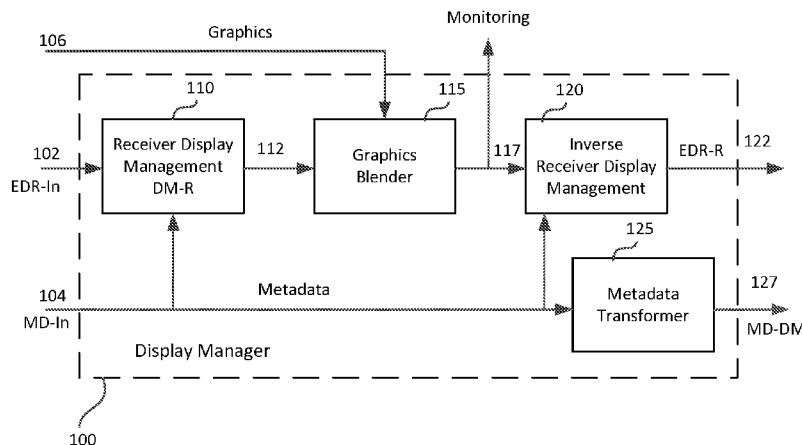 Monitoring
106
Graphics
110
115
120
102
EDR-In
Receiver Display
Management
DM-R
112
Graphics
Blender
117
Inverse
Receiver Display
Management
EDR-R
122
125
104
MD-In
Metadata
Metadata
Transformer
127
MD-DM
Display Manager
100